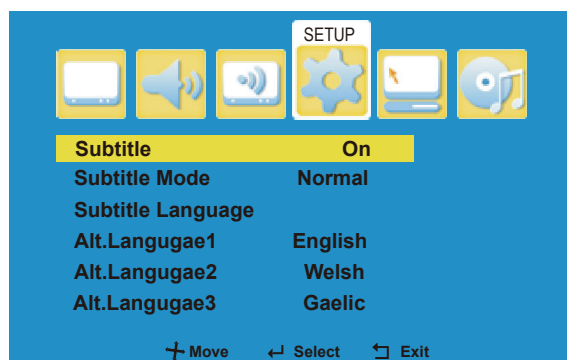 SETUP
Subtitle On
Subtitle Mode Normal
Subtitle Language
Alt.Langugae1 English
Alt.Langugae2 Welsh
Alt.Langugae3 Gaelic
Move Select Exit